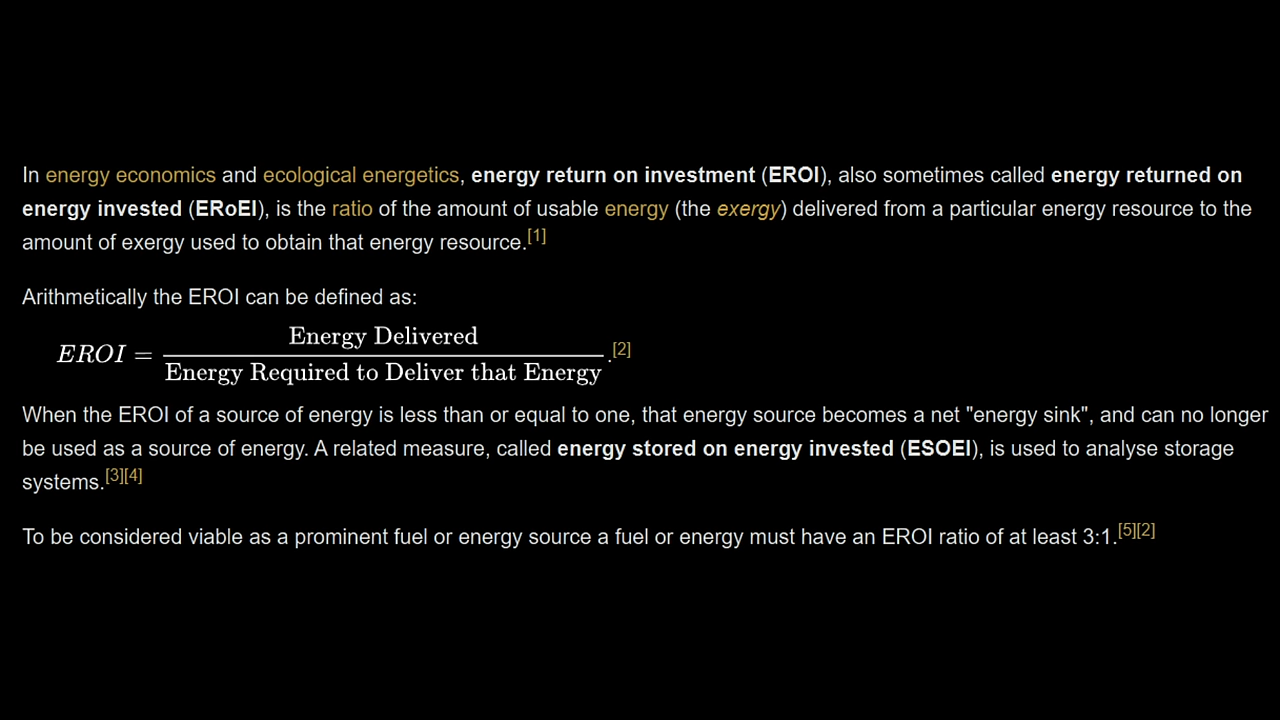 In energy economics and ecological energetics, energy return on investment (EROI), also sometimes called energy returned on
energy invested (ERoEI), is the ratio of the amount of usable energy (the exergy) delivered from a particular energy resource to the
amount of exergy used to obtain that energy resource.[1]
Arithmetically the EROI can be defined as:
EROI = Energy Delivered
Energy Required to Deliver that Energy.[2]
When the EROI of a source of energy is less than or equal to one, that energy source becomes a net "energy sink", and can no longer
be used as a source of energy. A related measure, called energy stored on energy invested (ESOEI), is used to analyse storage
systems.[3][4]
To be considered viable as a prominent fuel or energy source a fuel or energy must have an EROI ratio of at least 3:1.[5][2]